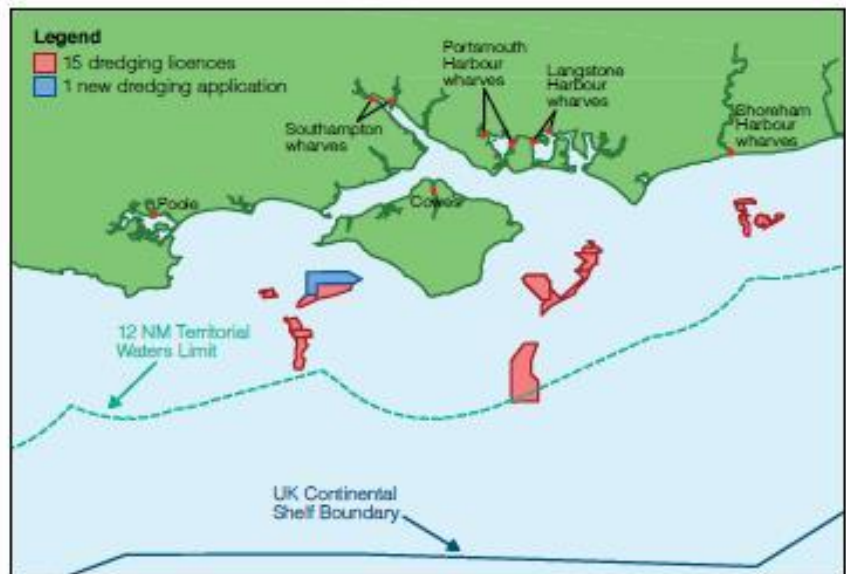 Legend
15 dredging licences
1 new dredging application
Portsmouth
Harbour
wharves
Langstone
Harbour
wharves
Southampton
wharves
Shoreham
Harbour
wharves
Poole
Cowes
12 NM Territorial
Waters Limit
UK Continental
Shelf Boundary